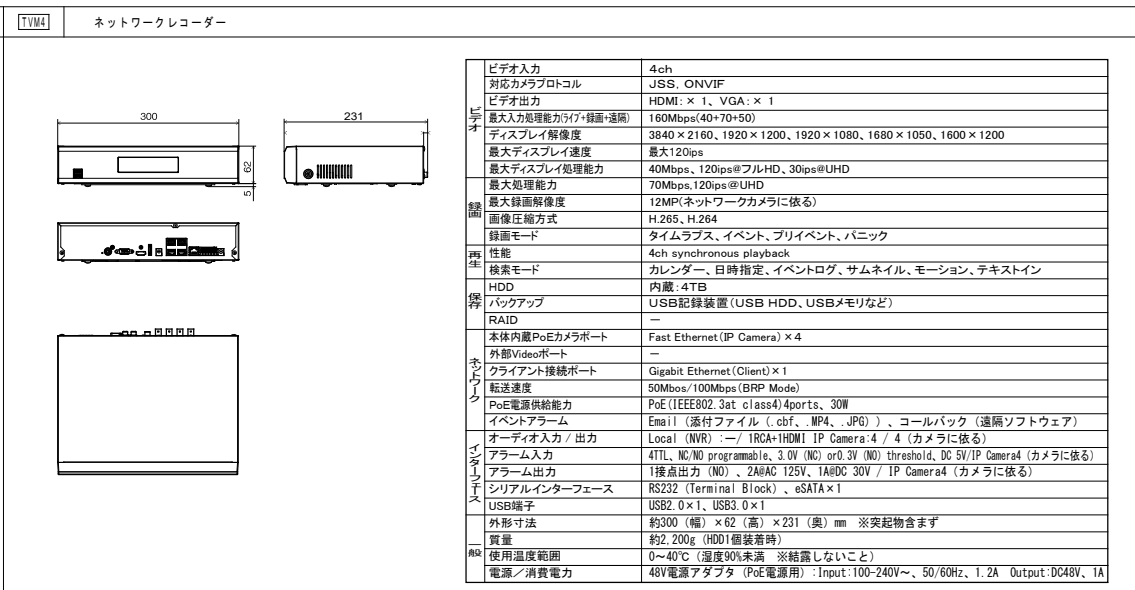 TVM4 ネットワークレコーダー
300
231
62
5
ビデオ
ビデオ入力 4ch
対応カメラプロトコル JSS, ONVIF
ビデオ出力 HDMI:×1、VGA:×1
最大入力処理能力(ライブ+録画+遠隔) 160Mbps(40+70+50)
ディスプレイ解像度 3840×2160、1920×1200、1920×1080、1680×1050、1600×1200
最大ディスプレイ速度 最大120ips
最大ディスプレイ処理能力 40Mbps、120ips@フルHD、30ips@UHD
録画
最大処理能力 70Mbps,120ips@UHD
最大録画解像度 12MP(ネットワークカメラに依る)
画像圧縮方式 H.265、H.264
録画モード タイムラプス、イベント、プリイベント、パニック
再生
性能 4ch synchronous playback
検索モード カレンダー、日時指定、イベントログ、サムネイル、モーション、テキストイン
保存
HDD 内蔵:4TB
バックアップ USB記録装置(USB HDD、USBメモリなど)
RAID －
ネットワーク
本体内蔵PoEカメラポート Fast Ethernet(IP Camera)×4
外部Videoポート －
クライアント接続ポート Gigabit Ethernet(Client)×1
転送速度 50Mbos/100Mbps(BRP Mode)
PoE電源供給能力 PoE(IEEE802.3at class4)4ports、30W
イベントアラーム Email（添付ファイル（.cbf、.MP4、.JPG））、コールバック（遠隔ソフトウェア）
インターフェース
オーディオ入力 / 出力 Local（NVR）:－/ 1RCA+1HDMI IP Camera:4 / 4（カメラに依る）
アラーム入力 4TTL, NC/NO programmable、3.0V（NC）or0.3V（NO）threshold、DC 5V/IP Camera4（カメラに依る）
アラーム出力 1接点出力（NO）、2A@AC 125V、1A@DC 30V / IP Camera4（カメラに依る）
シリアルインターフェース RS232（Terminal Block）、eSATA×1
USB端子 USB2.0×1、USB3.0×1
一般
外形寸法 約300（幅）×62（高）×231（奥）mm ※突起物含まず
質量 約2,200g（HDD1個装着時）
使用温度範囲 0～40℃（湿度90%未満 ※結露しないこと）
電源／消費電力 48V電源アダプタ（PoE電源用）:Input:100-240V～、50/60Hz、1.2A Output:DC48V、1A